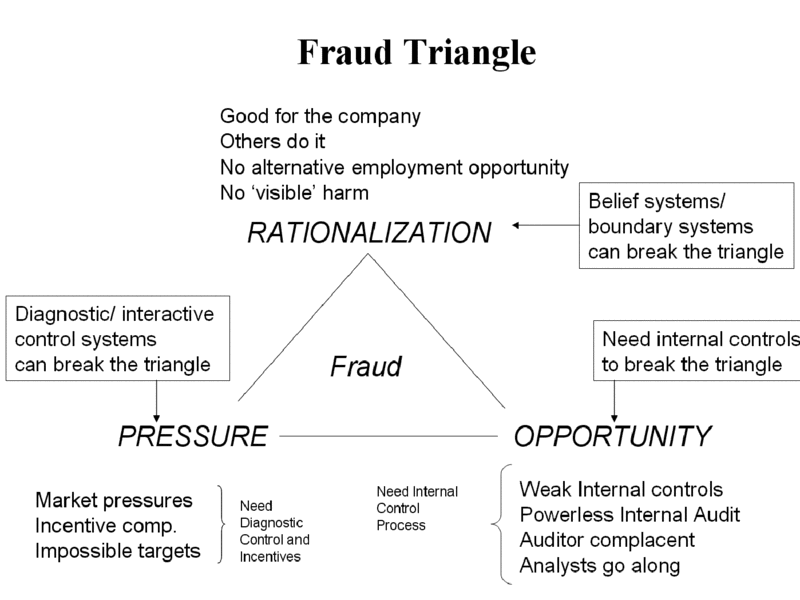 Fraud Triangle
Good for the company
Others do it
No alternative employment opportunity
No ‘visible’ harm
RATIONALIZATION
Belief systems/
boundary systems
can break the triangle
Diagnostic/ interactive
control systems
can break the triangle
Fraud
Need internal controls
to break the triangle
PRESSURE
OPPORTUNITY
Market pressures
Incentive comp.
Impossible targets
Need
Diagnostic
Control and
Incentives
Need Internal
Control
Process
Weak Internal controls
Powerless Internal Audit
Auditor complacent
Analysts go along